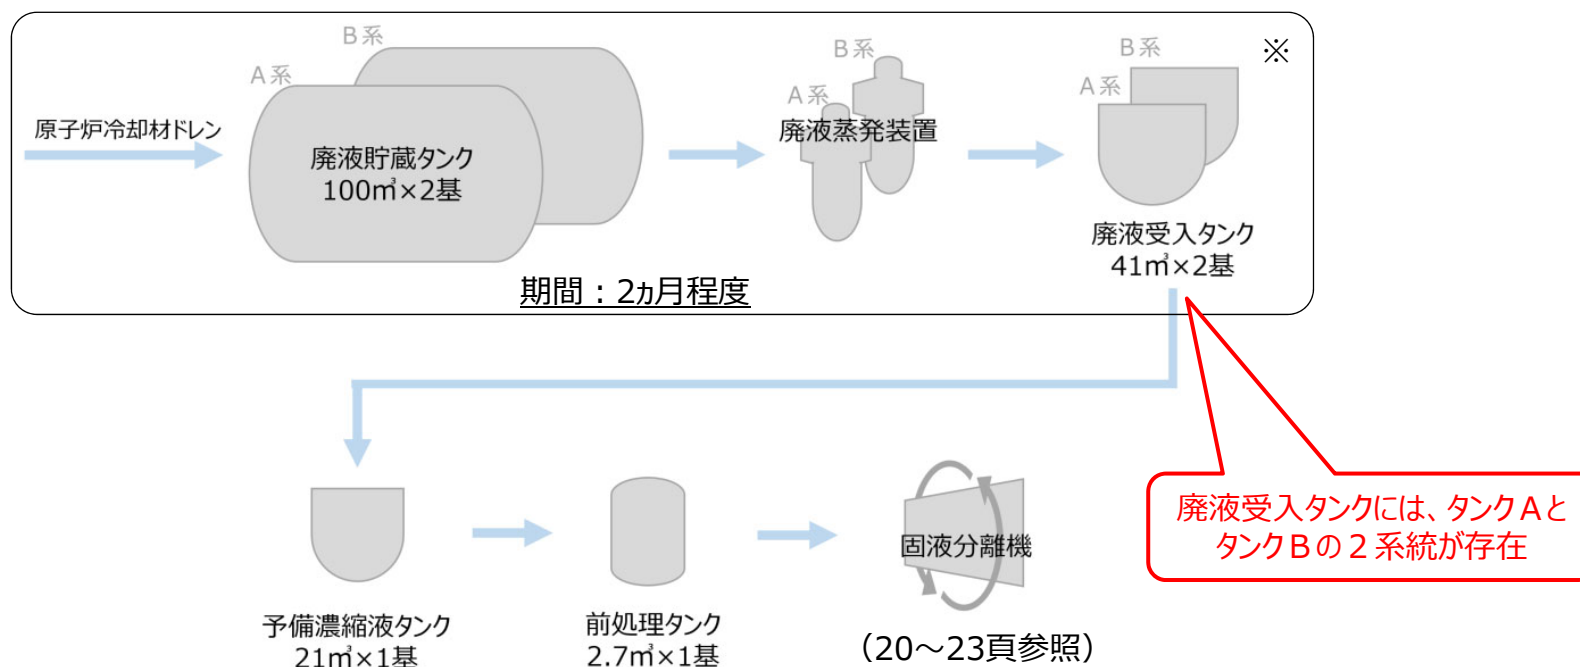 B系
A系
原子炉冷却材ドレン
廃液貯蔵タンク
100㎥×2基
B系
A系
廃液蒸発装置
B系
A系
※
廃液受入タンク
41㎥×2基
期間：2ヵ月程度
廃液受入タンクには、タンクAと
タンクBの２系統が存在
予備濃縮液タンク
21㎥×1基
前処理タンク
2.7㎥×1基
固液分離機
（20～23頁参照）